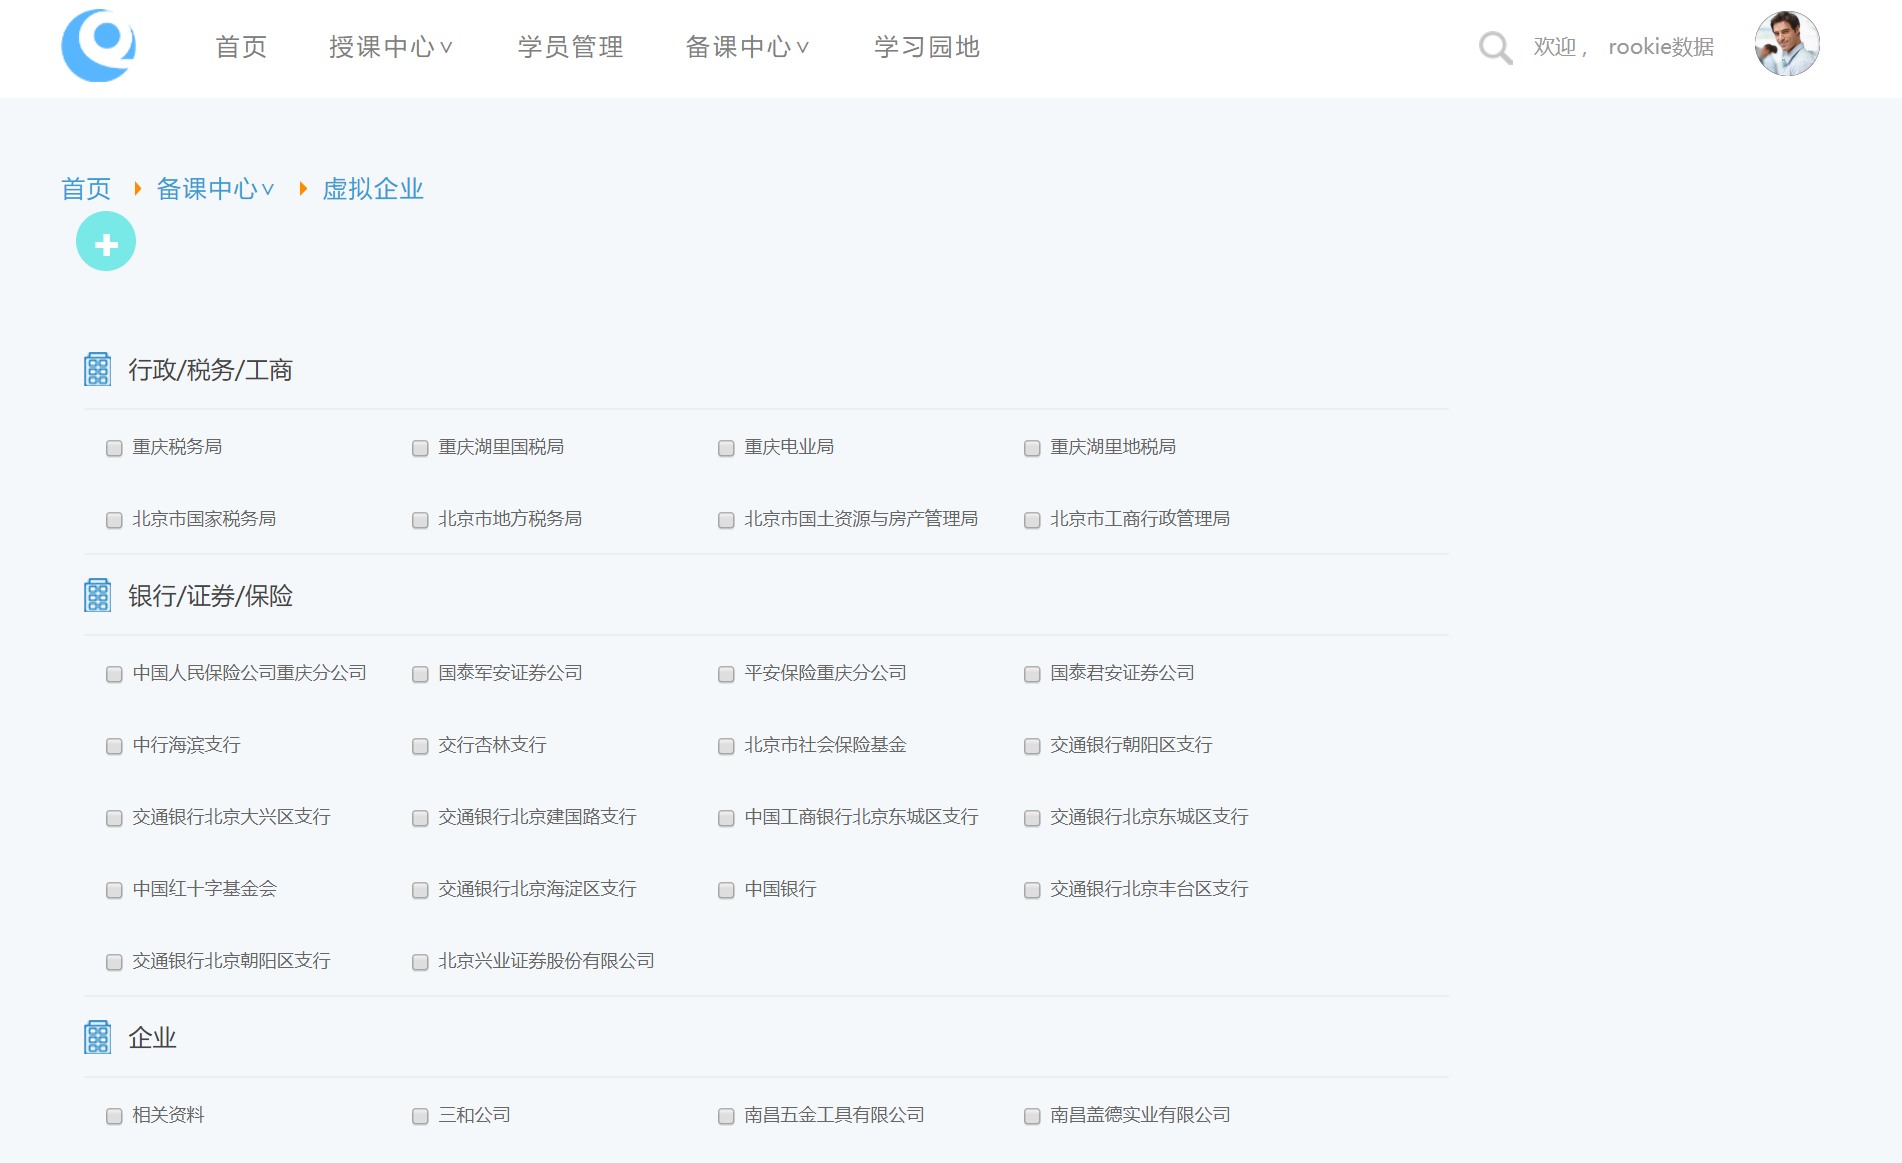 首页 授课中心∨ 学员管理 备课中心∨ 学习园地 欢迎， rookie数据
首页 备课中心∨ 虚拟企业
行政/税务/工商
重庆税务局 重庆湖里国税局 重庆电业局 重庆湖里地税局
北京市国家税务局 北京市地方税务局 北京市国土资源与房产管理局 北京市工商行政管理局
银行/证券/保险
中国人民保险公司重庆分公司 国泰军安证券公司 平安保险重庆分公司 国泰君安证券公司
中行海滨支行 交行杏林支行 北京市社会保险基金 交通银行朝阳区支行
交通银行北京大兴区支行 交通银行北京建国路支行 中国工商银行北京东城区支行 交通银行北京东城区支行
中国红十字基金会 交通银行北京海淀区支行 中国银行 交通银行北京丰台区支行
交通银行北京朝阳区支行 北京兴业证券股份有限公司
企业
相关资料 三和公司 南昌五金工具有限公司 南昌盖德实业有限公司